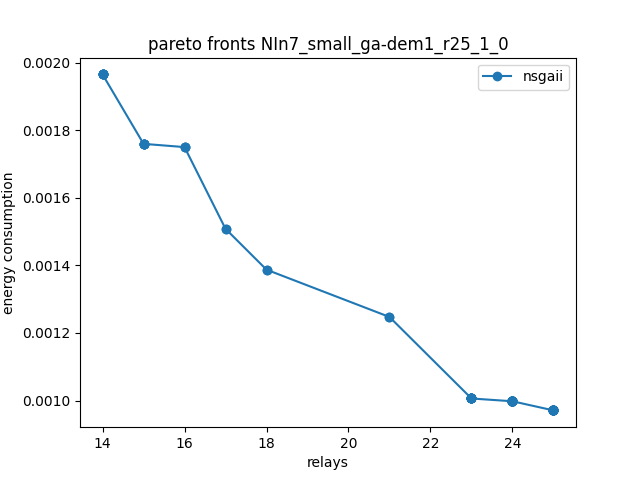 pareto fronts NIn7_small_ga-dem1_r25_1_0
nsgaii
energy consumption
0.0020
0.0018
0.0016
0.0014
0.0012
0.0010
14 16 18 20 22 24
relays